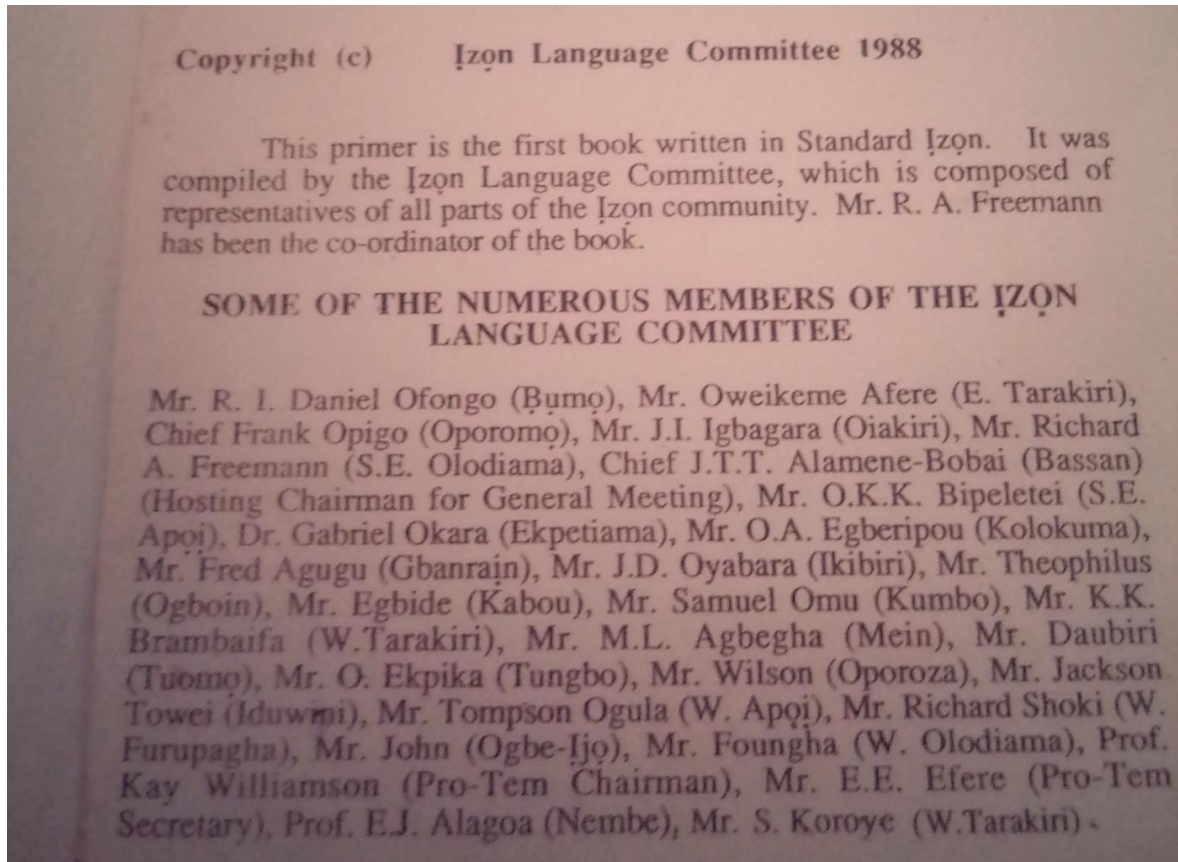 Copyright (c) Ịzọn Language Committee 1988
This primer is the first book written in Standard Ịzọn. It was
compiled by the Ịzọn Language Committee, which is composed of
representatives of all parts of the Ịzọn community. Mr. R. A. Freemann
has been the co-ordinator of the book.
SOME OF THE NUMEROUS MEMBERS OF THE ỊZỌN
LANGUAGE COMMITTEE
Mr. R. I. Daniel Ofongo (Bụmọ), Mr. Oweikeme Afere (E. Tarakiri),
Chief Frank Opigo (Oporomọ), Mr. J.I. Igbagara (Oiakiri), Mr. Richard
A. Freemann (S.E. Olodiama), Chief J.T.T. Alamene-Bobai (Bassan)
(Hosting Chairman for General Meeting), Mr. O.K.K. Bipeletei (S.E.
Apọị), Dr. Gabriel Okara (Ekpetiama), Mr. O.A. Egberipou (Kolokuma),
Mr. Fred Agugu (Gbanraịn), Mr. J.D. Oyabara (Ikibiri), Mr. Theophilus
(Ogboin), Mr. Egbide (Kabou), Mr. Samuel Omu (Kumbo), Mr. K.K.
Brambaifa (W.Tarakiri), Mr. M.L. Agbegha (Mein), Mr. Daubiri
(Tuomọ), Mr. O. Ekpika (Tungbo), Mr. Wilson (Oporoza), Mr. Jackson
Towei (Iduwini), Mr. Tompson Ogula (W. Apọị), Mr. Richard Shoki (W.
Furupagha), Mr. John (Ogbe-Ịjọ), Mr. Foungha (W. Olodiama), Prof.
Kay Williamson (Pro-Tem Chairman), Mr. E.E. Efere (Pro-Tem
Secretary), Prof. E.J. Alagoa (Nembe), Mr. S. Koroye (W.Tarakiri).